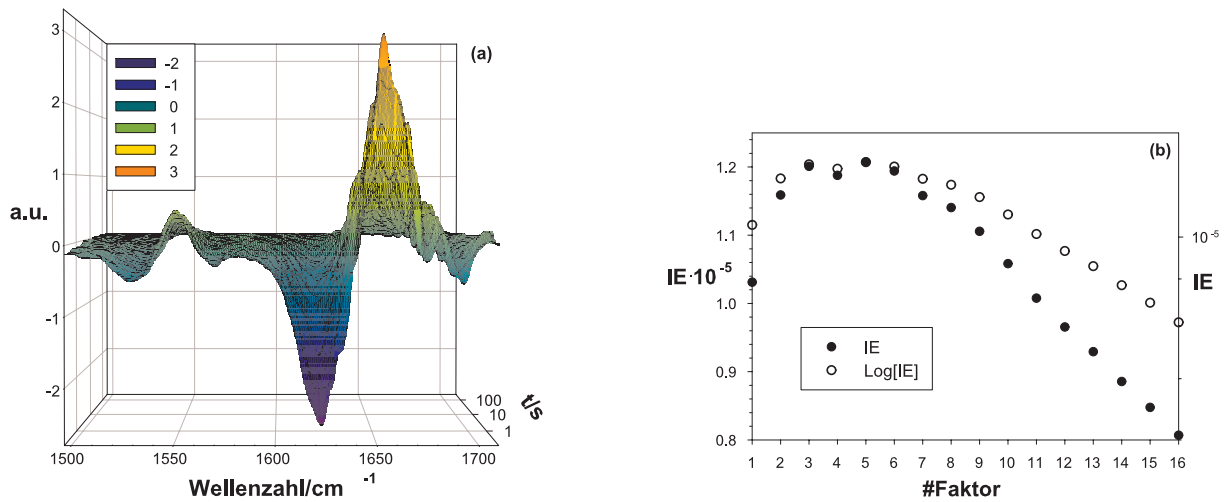 3
2
1
a.u.
0
-1
-2
-2
-1
0
1
2
3
(a)
100
10
1
t/s
1500 1550 1600 1650 1700
Wellenzahl/cm-1
(b)
1.2
1.1
1.0
0.9
0.8
IE·10-5
10-5
IE
IE
Log[IE]
1 2 3 4 5 6 7 8 9 10 11 12 13 14 15 16
#Faktor